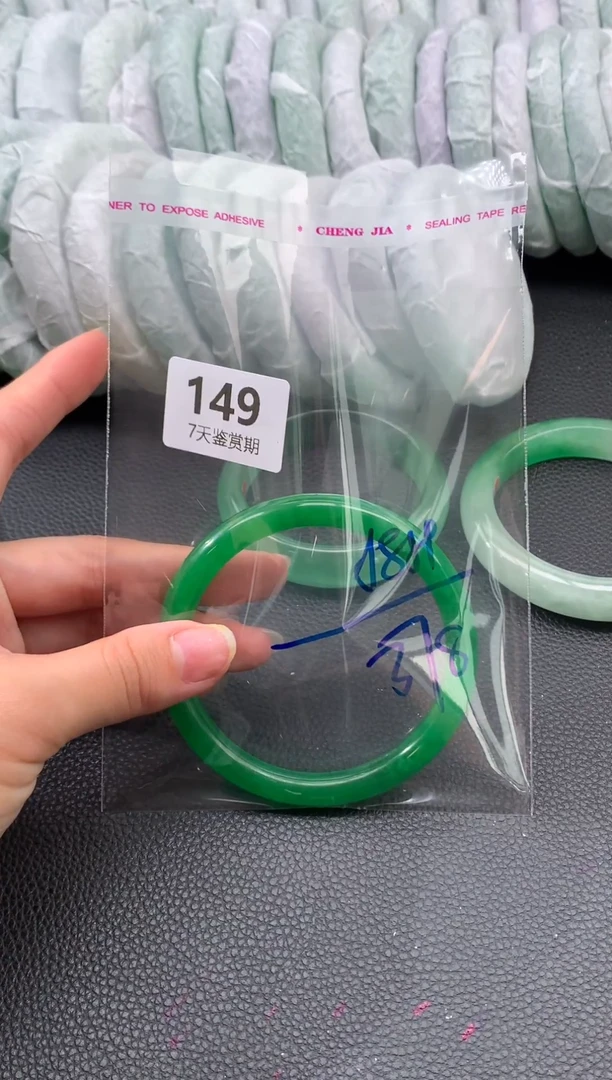 NER TO EXPOSE ADHESIVE * CHENG JIA * SEALING TAPE RE
149
7天鉴赏期